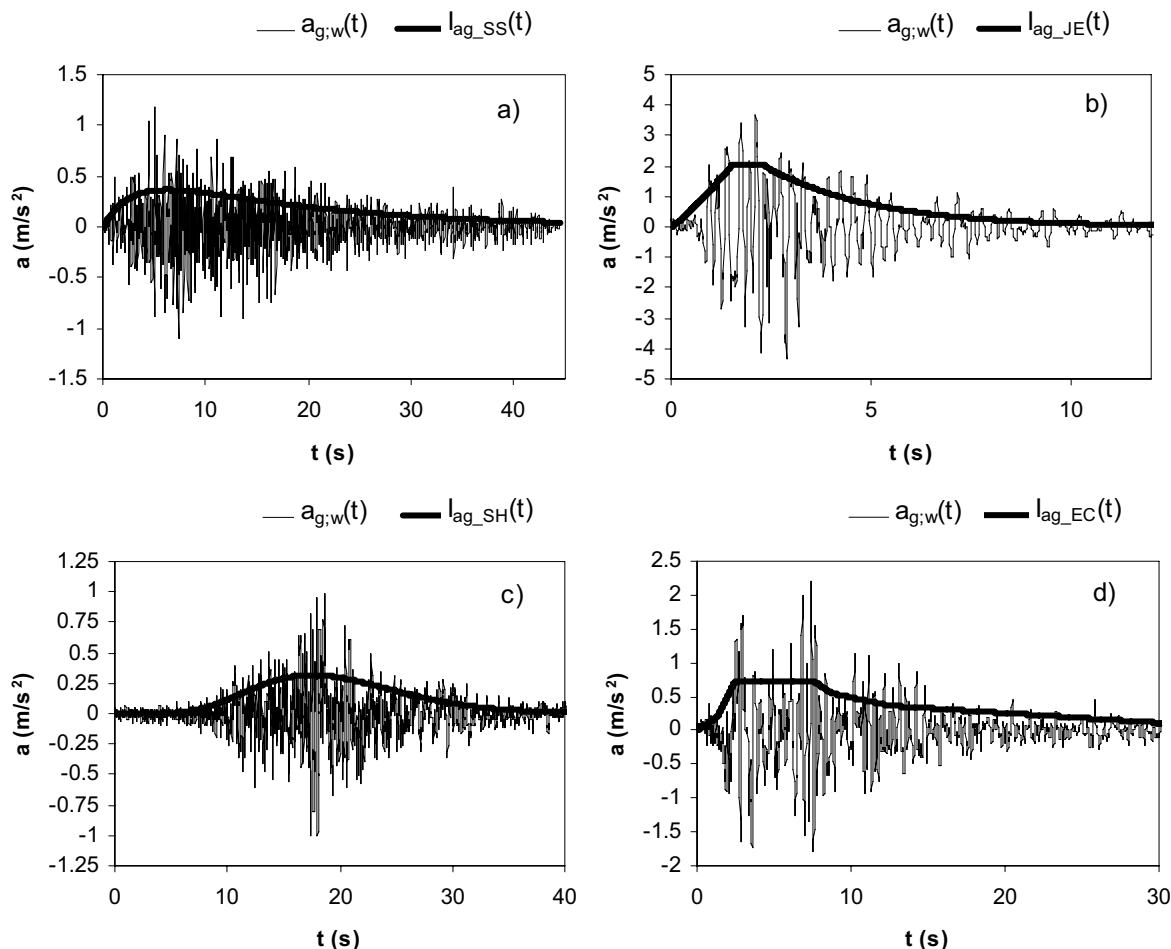 a_g;w(t) I_ag_SS(t)
a)
a (m/s²)
1.5
1
0.5
0
-0.5
-1
-1.5
0 10 20 30 40
t (s)
a_g;w(t) I_ag_JE(t)
b)
a (m/s²)
5
4
3
2
1
0
-1
-2
-3
-4
-5
0 5 10
t (s)
a_g;w(t) I_ag_SH(t)
c)
a (m/s²)
1.25
1
0.75
0.5
0.25
0
-0.25
-0.5
-0.75
-1
-1.25
0 10 20 30 40
t (s)
a_g;w(t) I_ag_EC(t)
d)
a (m/s²)
2.5
2
1.5
1
0.5
0
-0.5
-1
-1.5
-2
0 10 20 30
t (s)